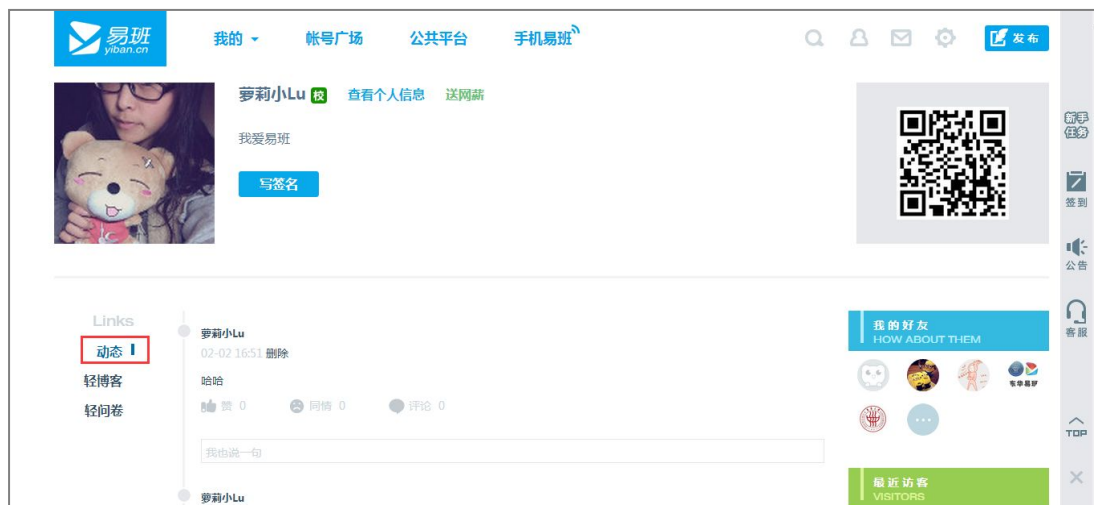 易班
yiban.cn
我的 帐号广场 公共平台 手机易班 发布
萝莉小Lu 校 查看个人信息 送网薪
我爱易班
写签名
新手
任务
签到
公告
客服
TOP
Links
动态
轻博客
轻问卷
萝莉小Lu
02-02 16:51 删除
哈哈
赞 0 同情 0 评论 0
我也说一句
萝莉小Lu
我的好友
HOW ABOUT THEM
东华易班
最近访客
VISITORS